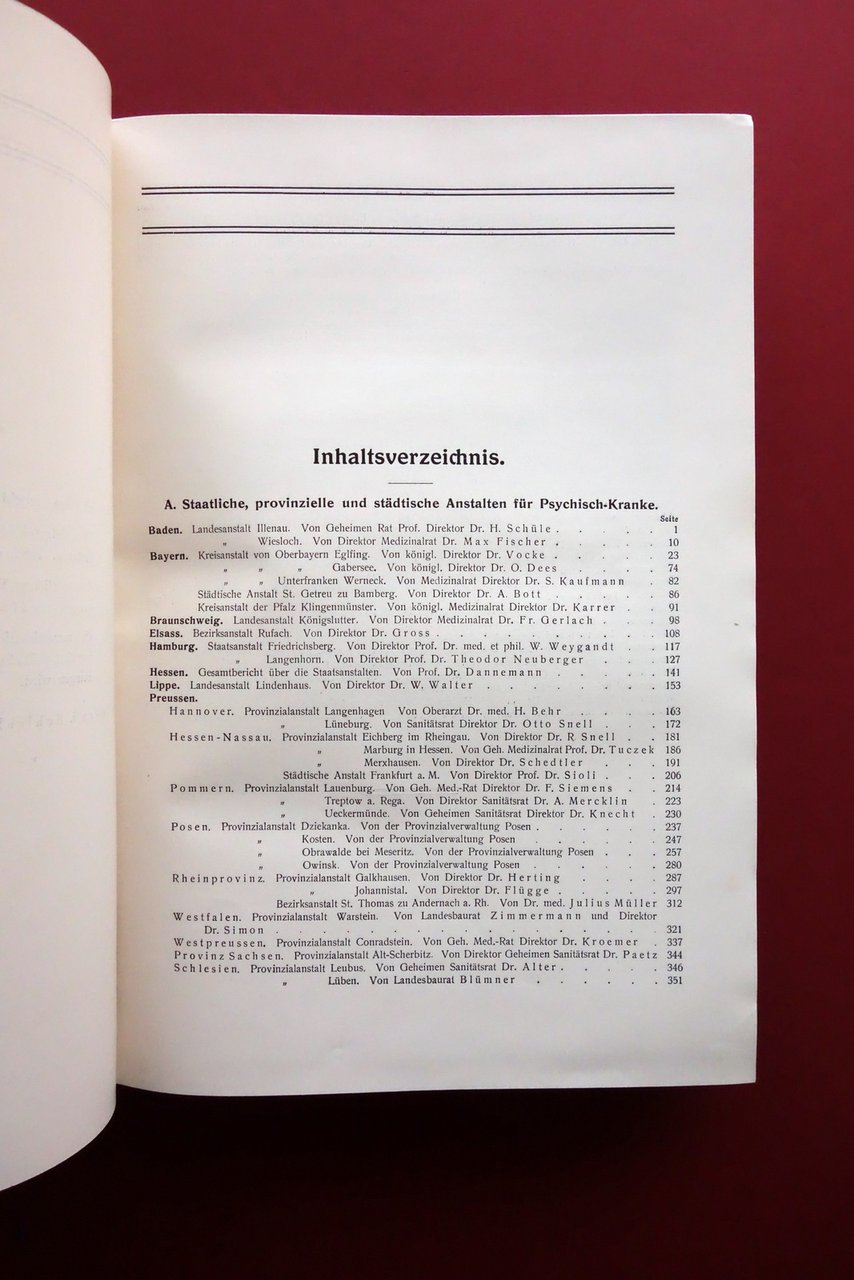 Inhaltsverzeichnis.
A. Staatliche, provinzielle und städtische Anstalten für Psychisch-Kranke.
Seite
Baden. Landesanstalt Illenau. Von Geheimen Rat Prof. Direktor Dr. H. Schüle . . . . . 1
„ Wiesloch. Von Direktor Medizinalrat Dr. Max Fischer . . . . . 10
Bayern. Kreisanstalt von Oberbayern Eglfing. Von königl. Direktor Dr. Vocke . . . . . 23
„ „ „ Gabersee. Von königl. Direktor Dr. O. Dees . . . . 74
„ „ Unterfranken Werneck. Von Medizinalrat Direktor Dr. S. Kaufmann . 82
Städtische Anstalt St. Getreu zu Bamberg. Von Direktor Dr. A. Bott . . . . . 86
Kreisanstalt der Pfalz Klingenmünster. Von königl. Medizinalrat Direktor Dr. Karrer . . 91
Braunschweig. Landesanstalt Königslutter. Von Direktor Medizinalrat Dr. Fr. Gerlach . . . 98
Elsass. Bezirksanstalt Rufach. Von Direktor Dr. Gross . . . . . . . . . . 108
Hamburg. Staatsanstalt Friedrichsberg. Von Direktor Prof. Dr. med. et phil. W. Weygandt . . 117
„ Langenhorn. Von Direktor Prof. Dr. Theodor Neuberger . . . 127
Hessen. Gesamtbericht über die Staatsanstalten. Von Prof. Dr. Dannemann . . . . . 141
Lippe. Landesanstalt Lindenhaus. Von Direktor Dr. W. Walter . . . . . . . . 153
Preussen.
Hannover. Provinzialanstalt Langenhagen Von Oberarzt Dr. med. H. Behr . . . . 163
„ Lüneburg. Von Sanitätsrat Direktor Dr. Otto Snell . . . 172
Hessen-Nassau. Provinzialanstalt Eichberg im Rheingau. Von Direktor Dr. R Snell . . 181
„ Marburg in Hessen. Von Geh. Medizinalrat Prof. Dr. Tuczek 186
„ Merxhausen. Von Direktor Dr. Schedtler . . . 191
Städtische Anstalt Frankfurt a. M. Von Direktor Prof. Dr. Sioli . . . 206
Pommern. Provinzialanstalt Lauenburg. Von Geh. Med.-Rat Direktor Dr. F. Siemens . . 214
„ Treptow a. Rega. Von Direktor Sanitätsrat Dr. A. Mercklin . 223
„ Ueckermünde. Von Geheimen Sanitätsrat Direktor Dr. Knecht . 230
Posen. Provinzialanstalt Dziekanka. Von der Provinzialverwaltung Posen . . . . . . 237
„ Kosten. Von der Provinzialverwaltung Posen . . . . . . 247
„ Obrawalde bei Meseritz. Von der Provinzialverwaltung Posen . . . 257
„ Owinsk. Von der Provinzialverwaltung Posen . . . . . . 280
Rheinprovinz. Provinzialanstalt Galkhausen. Von Direktor Dr. Herting . . . . 287
„ Johannistal. Von Direktor Dr. Flügge . . . . . 297
Bezirksanstalt St. Thomas zu Andernach a. Rh. Von Dr. med. Julius Müller 312
Westfalen. Provinzialanstalt Warstein. Von Landesbaurat Zimmermann und Direktor
Dr. Simon . . . . . . . . . . . . . . . . . 321
Westpreussen. Provinzialanstalt Conradstein. Von Geh. Med.-Rat Direktor Dr. Kroemer . 337
Provinz Sachsen. Provinzialanstalt Alt-Scherbitz. Von Direktor Geheimen Sanitätsrat Dr. Paetz 344
Schlesien. Provinzialanstalt Leubus. Von Geheimen Sanitätsrat Dr. Alter . . . . . 346
„ Lüben. Von Landesbaurat Blümner . . . . . . 351